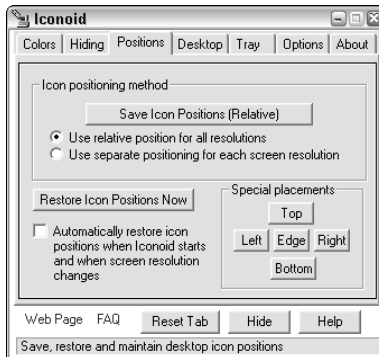 Iconoid
Colors Hiding Positions Desktop Tray Options About
Icon positioning method
Save Icon Positions (Relative)
Use relative position for all resolutions
Use separate positioning for each screen resolution
Restore Icon Positions Now
Automatically restore icon
positions when Iconoid starts
and when screen resolution
changes
Special placements
Top
Left Edge Right
Bottom
Web Page FAQ Reset Tab Hide Help
Save, restore and maintain desktop icon positions